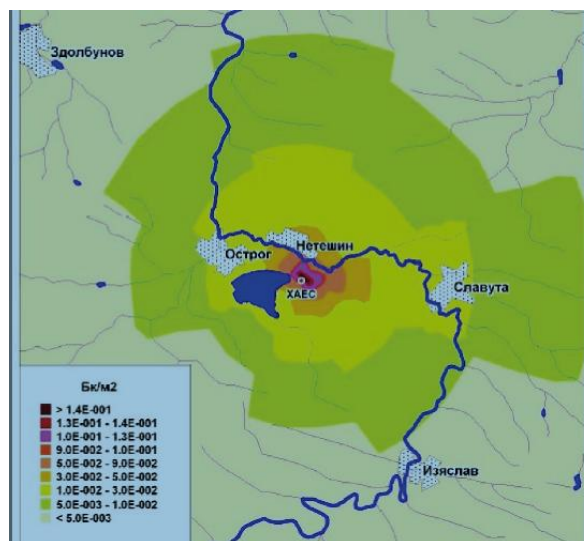 Здолбунов
Острог
Нетешин
ХАЕС
Славута
Изяслав
Бк/м2
> 1.4E-001
1.3E-001 - 1.4E-001
1.0E-001 - 1.3E-001
9.0E-002 - 1.0E-001
5.0E-002 - 9.0E-002
3.0E-002 - 5.0E-002
1.0E-002 - 3.0E-002
5.0E-003 - 1.0E-002
< 5.0E-003